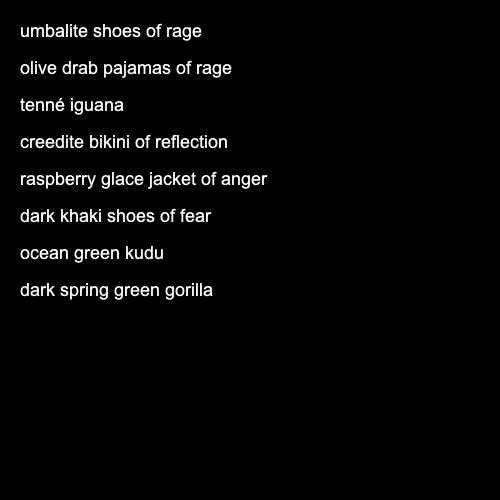 umbalite shoes of rage
olive drab pajamas of rage
tenné iguana
creedite bikini of reflection
raspberry glace jacket of anger
dark khaki shoes of fear
ocean green kudu
dark spring green gorilla